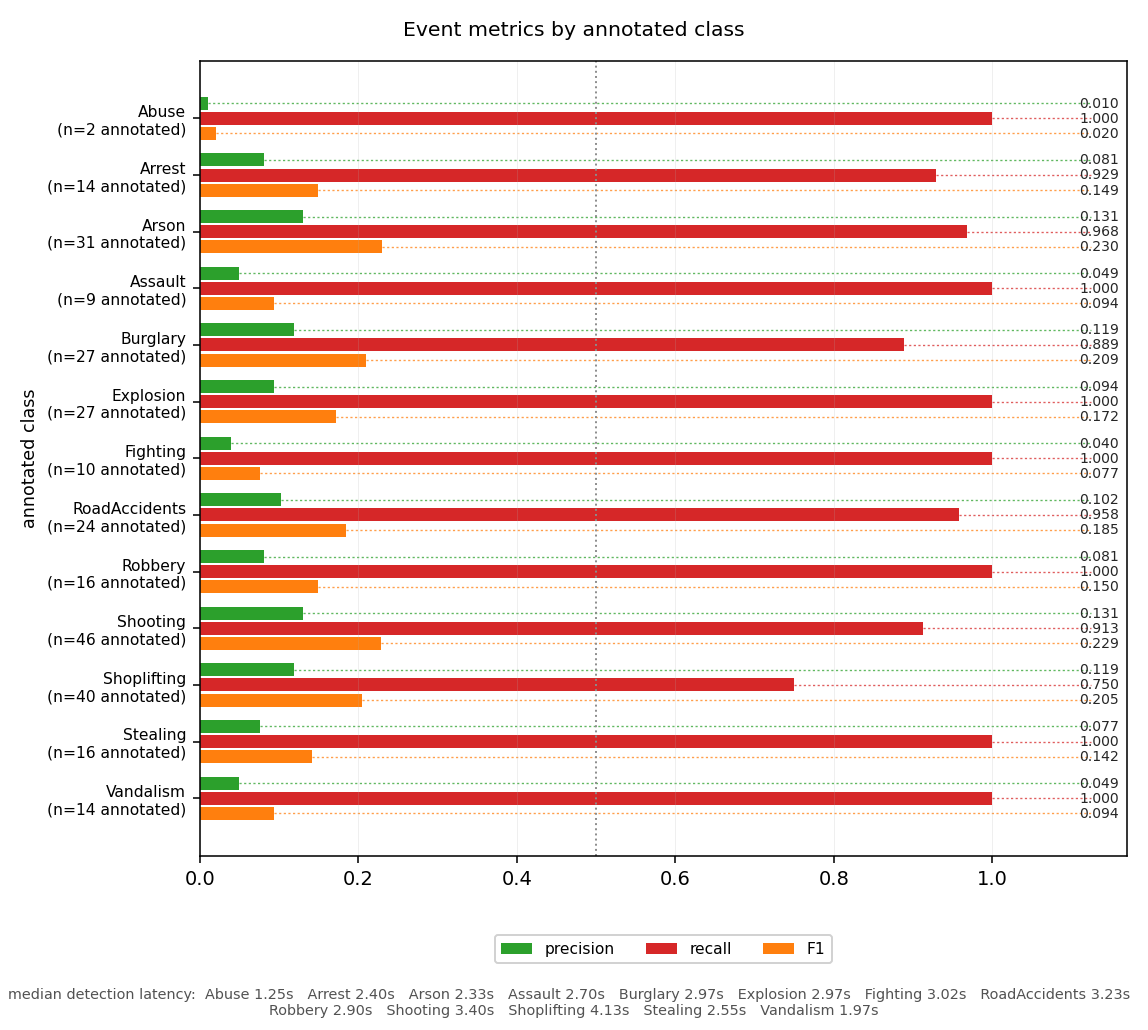 Event metrics by annotated class
annotated class
Abuse
(n=2 annotated)
0.010
1.000
0.020
Arrest
(n=14 annotated)
0.081
0.929
0.149
Arson
(n=31 annotated)
0.131
0.968
0.230
Assault
(n=9 annotated)
0.049
1.000
0.094
Burglary
(n=27 annotated)
0.119
0.889
0.209
Explosion
(n=27 annotated)
0.094
1.000
0.172
Fighting
(n=10 annotated)
0.040
1.000
0.077
RoadAccidents
(n=24 annotated)
0.102
0.958
0.185
Robbery
(n=16 annotated)
0.081
1.000
0.150
Shooting
(n=46 annotated)
0.131
0.913
0.229
Shoplifting
(n=40 annotated)
0.119
0.750
0.205
Stealing
(n=16 annotated)
0.077
1.000
0.142
Vandalism
(n=14 annotated)
0.049
1.000
0.094
0.0 0.2 0.4 0.6 0.8 1.0
precision recall F1
median detection latency: Abuse 1.25s Arrest 2.40s Arson 2.33s Assault 2.70s Burglary 2.97s Explosion 2.97s Fighting 3.02s RoadAccidents 3.23s
Robbery 2.90s Shooting 3.40s Shoplifting 4.13s Stealing 2.55s Vandalism 1.97s